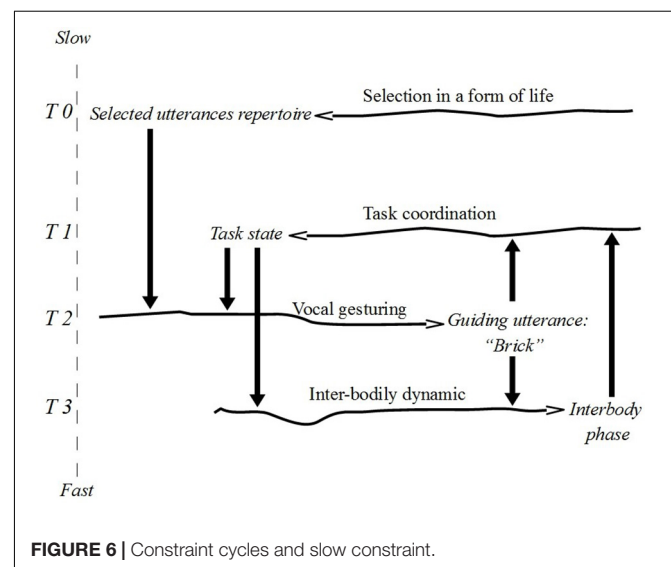 Slow
Selection in a form of life
T 0 Selected utterances repertoire
Task coordination
T 1 Task state
Vocal gesturing
T 2 Guiding utterance:
“Brick”
Inter-bodily dynamic
T 3 Interbody
phase
Fast
FIGURE 6 | Constraint cycles and slow constraint.